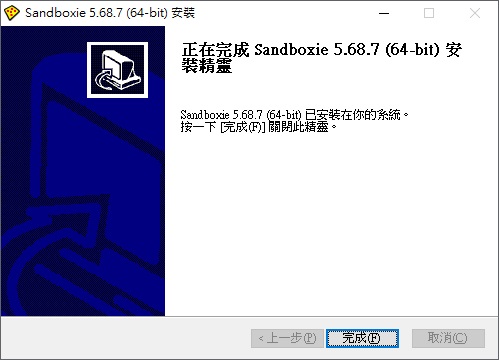 Sandboxie 5.68.7 (64-bit) 安裝
正在完成 Sandboxie 5.68.7 (64-bit) 安
裝精靈
Sandboxie 5.68.7 (64-bit) 已安裝在你的系統。
按一下 [完成(F)] 關閉此精靈。
< 上一步(P)
完成(F)
取消(C)